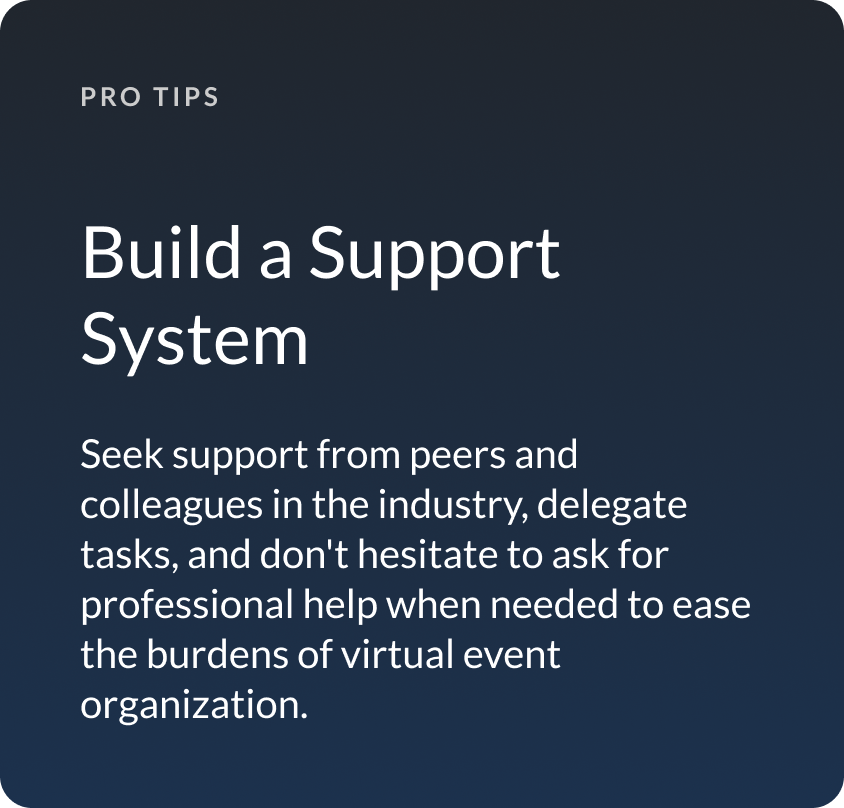 PRO TIPS
Build a Support
System
Seek support from peers and
colleagues in the industry, delegate
tasks, and don't hesitate to ask for
professional help when needed to ease
the burdens of virtual event
organization.